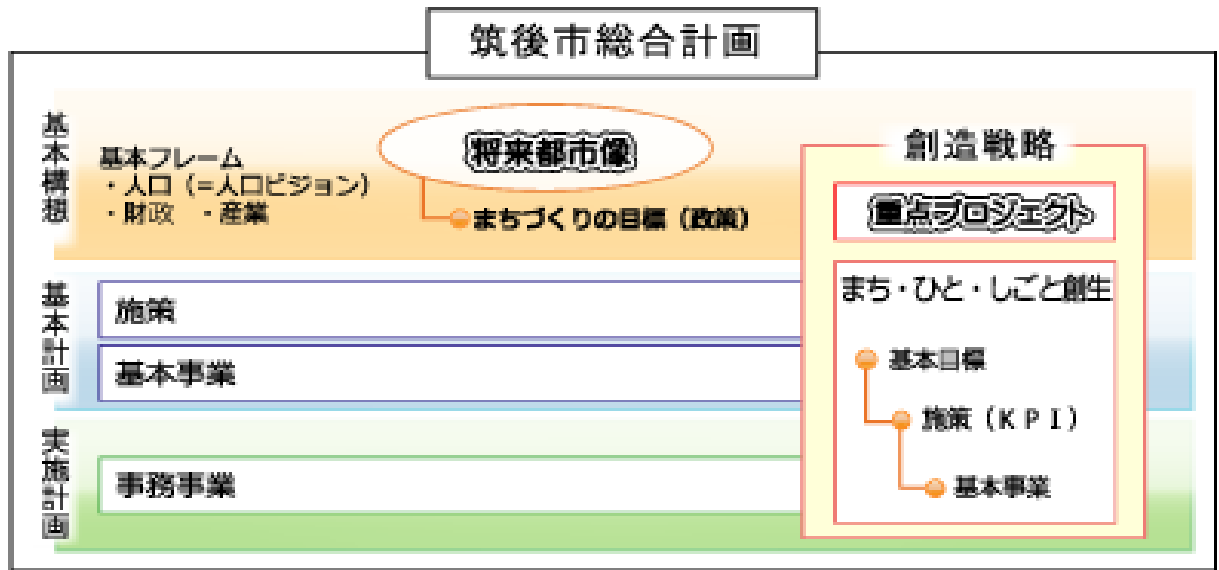 筑後市総合計画
基本構想
基本フレーム
・人口（=人口ビジョン）
・財政　・産業
将来都市像
まちづくりの目標（政策）
基本計画
施策
基本事業
実施計画
事務事業
創造戦略
重点プロジェクト
まち・ひと・しごと創生
基本目標
施策（ＫＰＩ）
基本事業